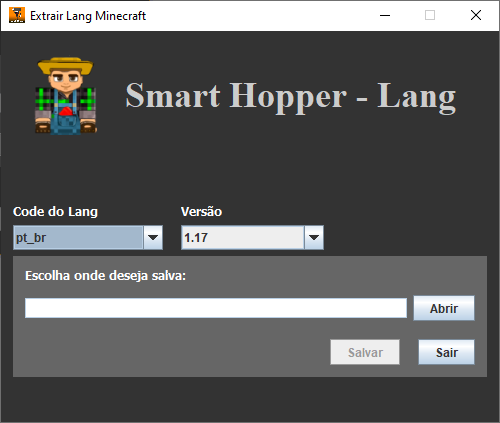 Extrair Lang Minecraft
Smart Hopper - Lang
Code do Lang
Versão
pt_br
1.17
Escolha onde deseja salva:
Abrir
Salvar
Sair